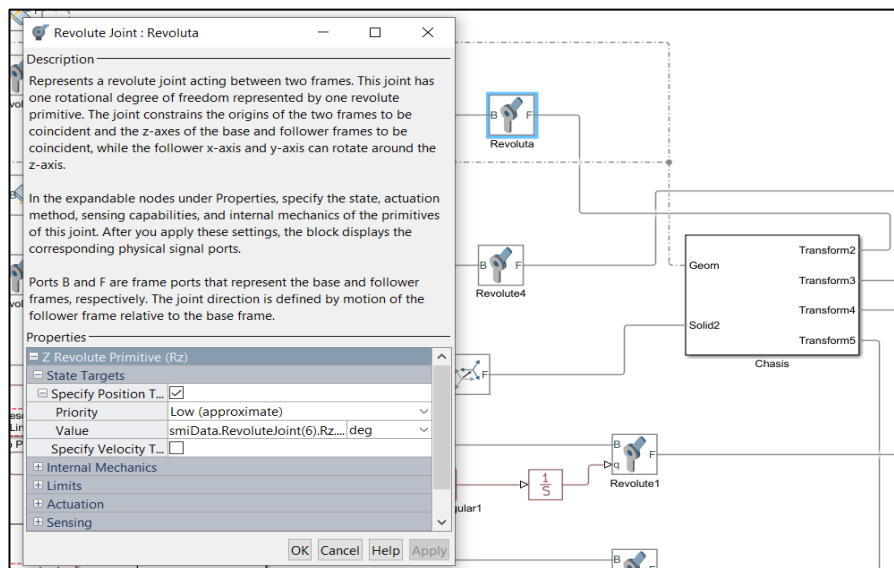 Revolute Joint : Revoluta
Description
Represents a revolute joint acting between two frames. This joint has
one rotational degree of freedom represented by one revolute
primitive. The joint constrains the origins of the two frames to be
coincident and the z-axes of the base and follower frames to be
coincident, while the follower x-axis and y-axis can rotate around the
z-axis.
In the expandable nodes under Properties, specify the state, actuation
method, sensing capabilities, and internal mechanics of the primitives
of this joint. After you apply these settings, the block displays the
corresponding physical signal ports.
Ports B and F are frame ports that represent the base and follower
frames, respectively. The joint direction is defined by motion of the
follower frame relative to the base frame.
Properties
Z Revolute Primitive (Rz)
State Targets
Specify Position T...
Priority Low (approximate)
Value smiData.RevoluteJoint(6).Rz.... deg
Specify Velocity T...
Internal Mechanics
Limits
Actuation
Sensing
OK Cancel Help Apply
B F
Revoluta
B F
Revolute4
Geom
Solid2
Transform2
Transform3
Transform4
Transform5
Chasis
F
gular1
1
S
B F
q
Revolute1
B F